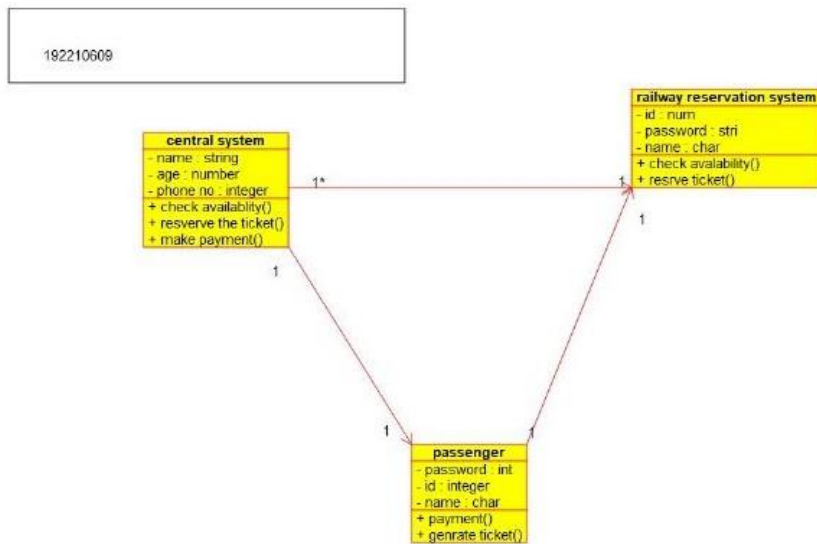 192210609
railway reservation system
- id : num
- password : stri
- name : char
+ check avalability()
+ resrve ticket()
central system
- name : string
- age : number
- phone no : integer
+ check availablity()
+ resverve the ticket()
+ make payment()
1*
1
1
1
1
1
passenger
- password : int
- id : integer
- name : char
+ payment()
+ genrate ticket()